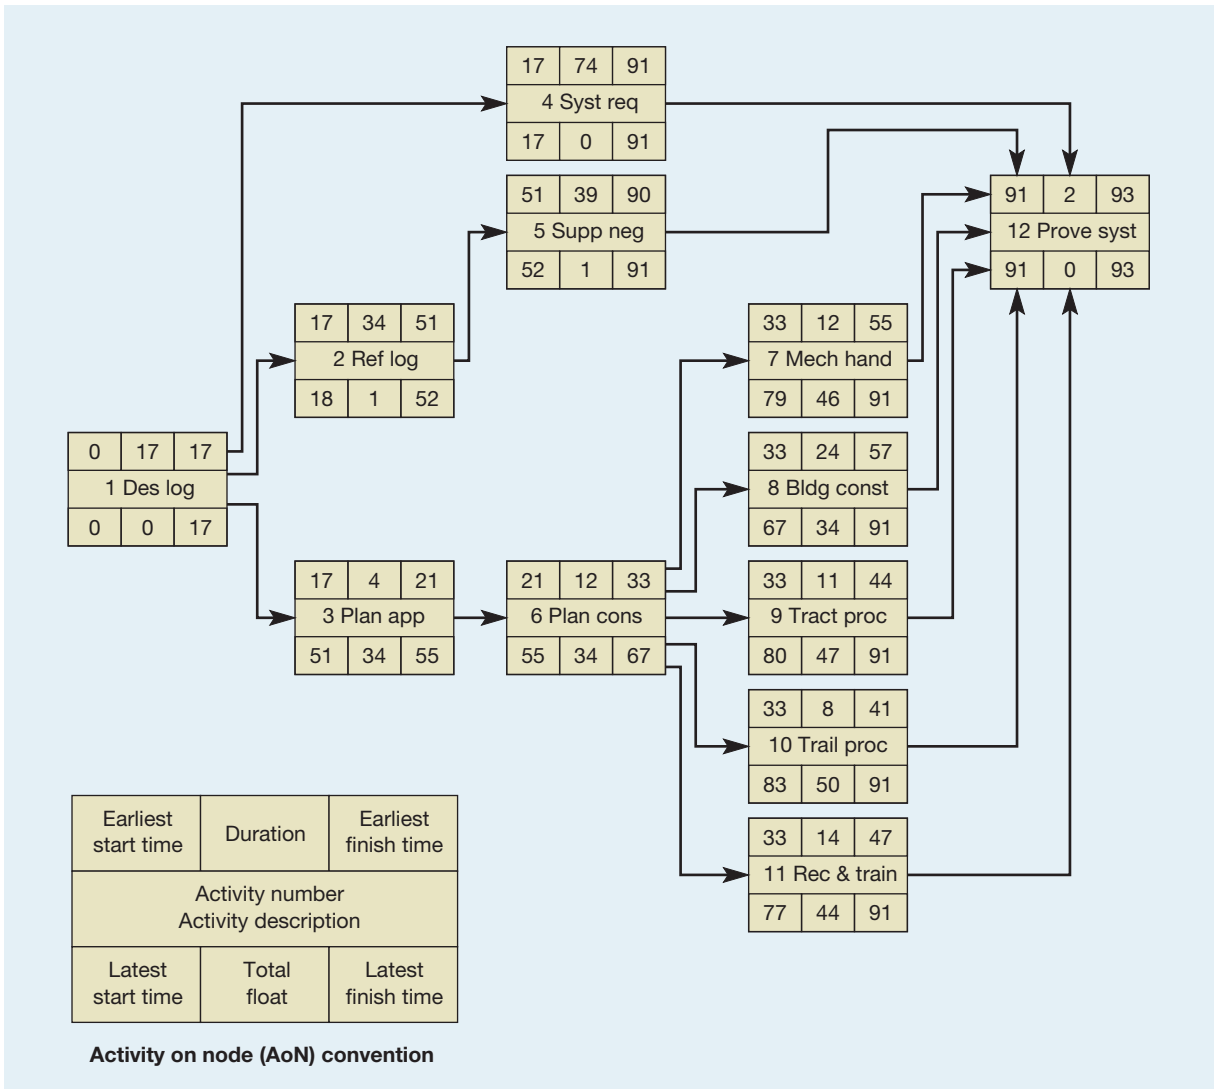 17 74 91
4 Syst req
17 0 91
51 39 90
5 Supp neg
52 1 91
91 2 93
12 Prove syst
91 0 93
17 34 51
2 Ref log
18 1 52
33 12 55
7 Mech hand
79 46 91
0 17 17
1 Des log
0 0 17
33 24 57
8 Bldg const
67 34 91
17 4 21
3 Plan app
51 34 55
21 12 33
6 Plan cons
55 34 67
33 11 44
9 Tract proc
80 47 91
33 8 41
10 Trail proc
83 50 91
33 14 47
11 Rec & train
77 44 91
Earliest
start time
Duration
Earliest
finish time
Activity number
Activity description
Latest
start time
Total
float
Latest
finish time
Activity on node (AoN) convention